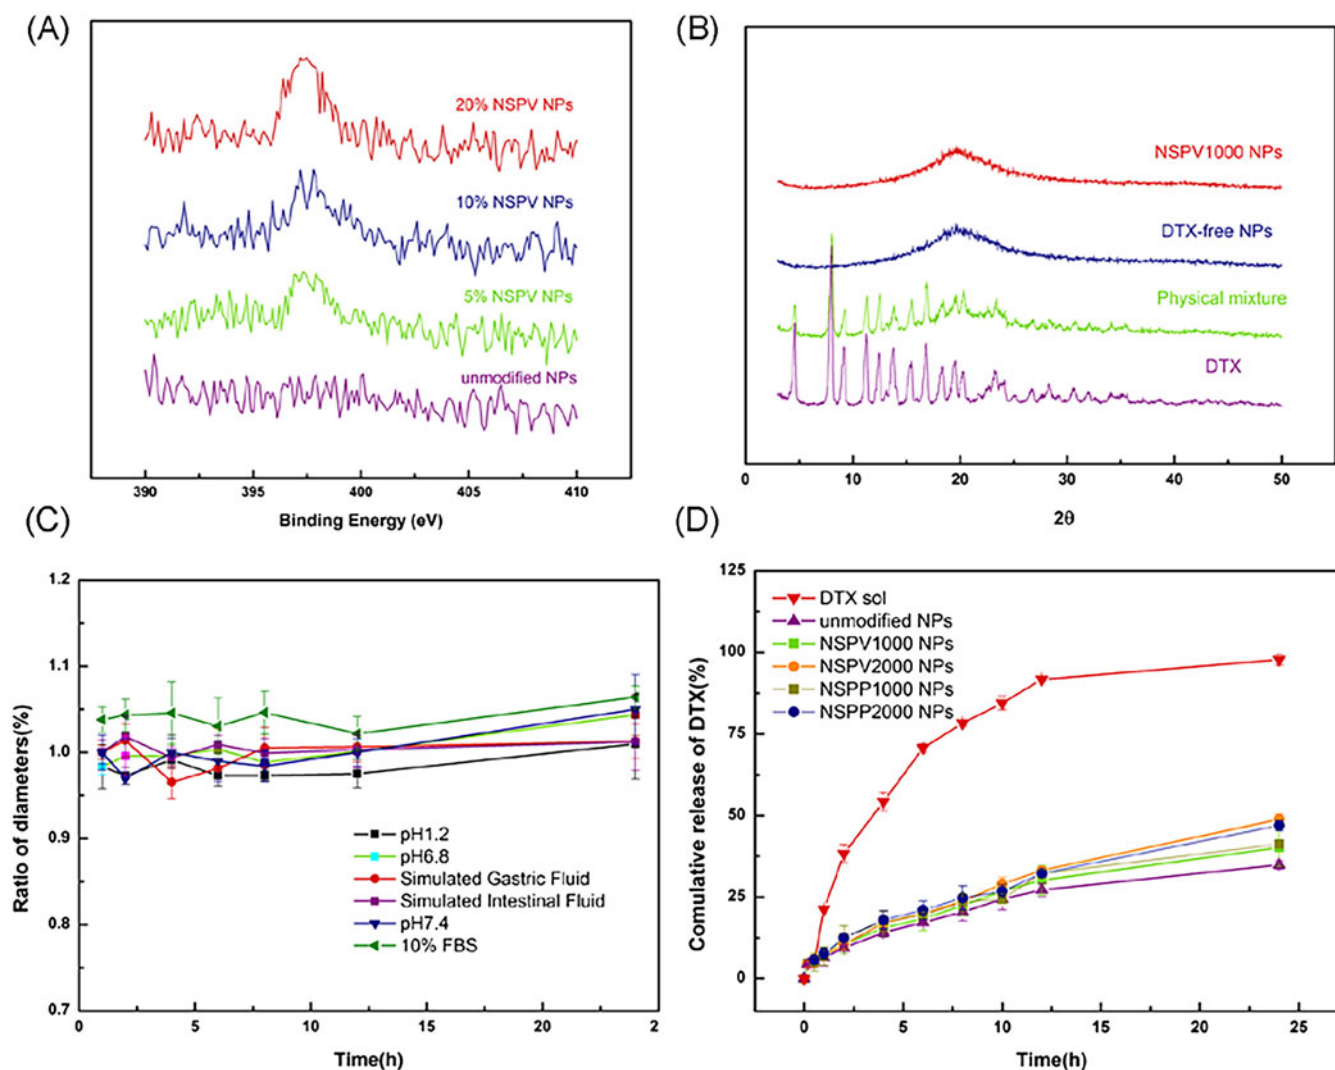 (A)
20% NSPV NPs
10% NSPV NPs
5% NSPV NPs
unmodified NPs
390 395 400 405 410
Binding Energy (eV)
(B)
NSPV1000 NPs
DTX-free NPs
Physical mixture
DTX
0 10 20 30 40 50
2θ
(C)
1.2
1.1
1.0
0.9
0.8
0.7
Ratio of diameters(%)
pH1.2
pH6.8
Simulated Gastric Fluid
Simulated Intestinal Fluid
pH7.4
10% FBS
0 5 10 15 20 2
Time(h)
(D)
125
100
75
50
25
0
Comulative release of DTX(%)
DTX sol
unmodified NPs
NSPV1000 NPs
NSPV2000 NPs
NSPP1000 NPs
NSPP2000 NPs
0 5 10 15 20 25
Time(h)